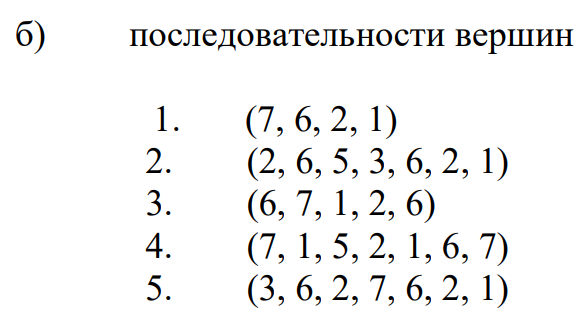 б) последовательности вершин
1. (7, 6, 2, 1)
2. (2, 6, 5, 3, 6, 2, 1)
3. (6, 7, 1, 2, 6)
4. (7, 1, 5, 2, 1, 6, 7)
5. (3, 6, 2, 7, 6, 2, 1)